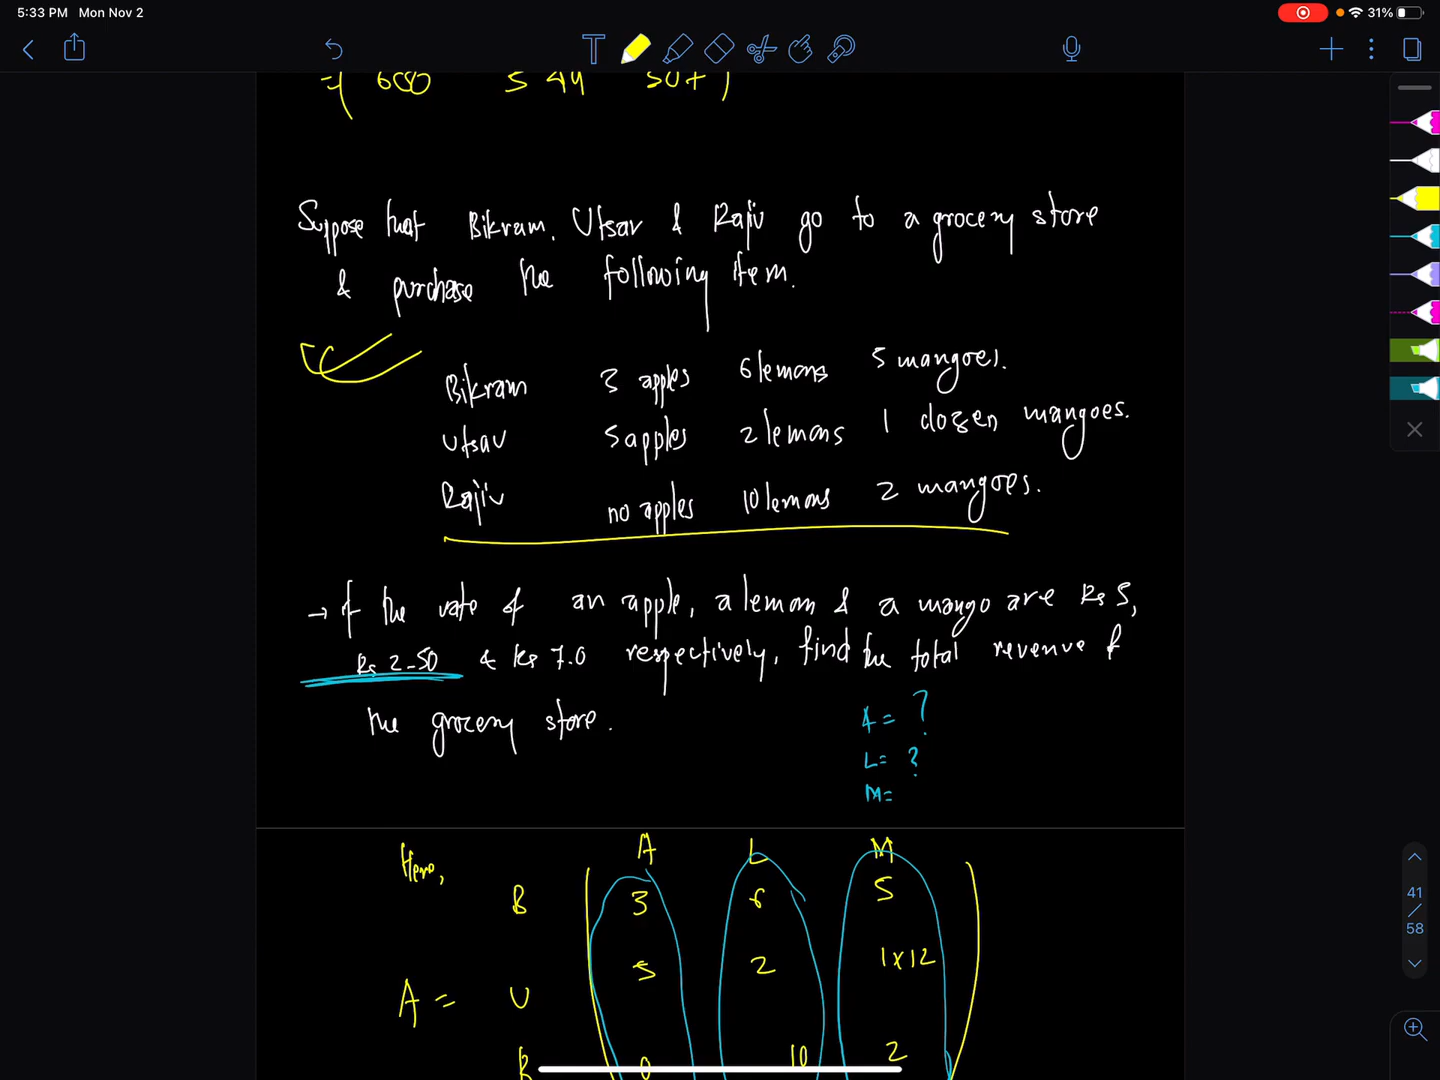 5:33 PM Mon Nov 2
31%
Suppose that Bikram, Utsav & Rajiv go to a grocery store
& purchase the following item.
Bikram 3 apples 6 lemons 5 mangoes.
Utsav 5 apples 2 lemons 1 dozen mangoes.
Rajiv no apples 10 lemons 2 mangoes.
→ If the rate of an apple, a lemon & a mango are Rs 5,
Rs 2-50 & Rs 7.0 respectively, find the total revenue of
the grocery store.
A = ?
L = ?
M =
Here,
A L M
B 3 6 5
5 2 1x12
A = U
R 0 10 2
41
/
58